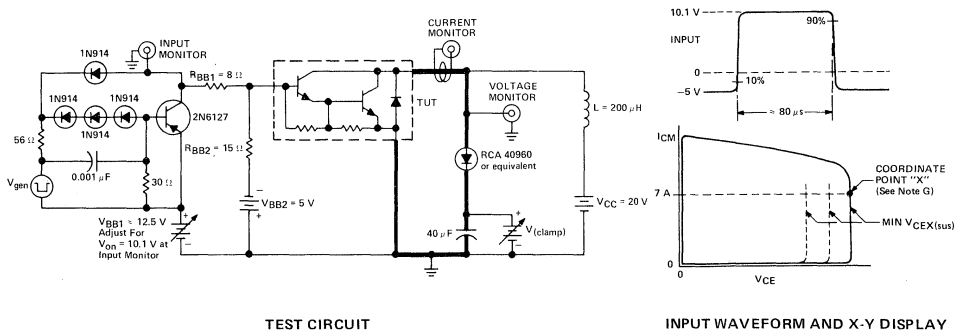 1N914
INPUT
MONITOR
1N914
1N914
1N914
56 Ω
0.001 μF
Vgen
30 Ω
2N6127
VBB1 ≈ 12.5 V
Adjust For
Von = 10.1 V at
Input Monitor
RBB1 = 8 Ω
RBB2 = 15 Ω
VBB2 = 5 V
TUT
CURRENT
MONITOR
VOLTAGE
MONITOR
RCA 40960
or equivalent
40 μF
V(clamp)
L = 200 μH
VCC = 20 V
TEST CIRCUIT
10.1 V
90%
INPUT
0
10%
−5 V
≈ 80 μs
ICM
7 A
0
0
VCE
COORDINATE
POINT "X"
(See Note G)
MIN VCEX(sus)
INPUT WAVEFORM AND X-Y DISPLAY